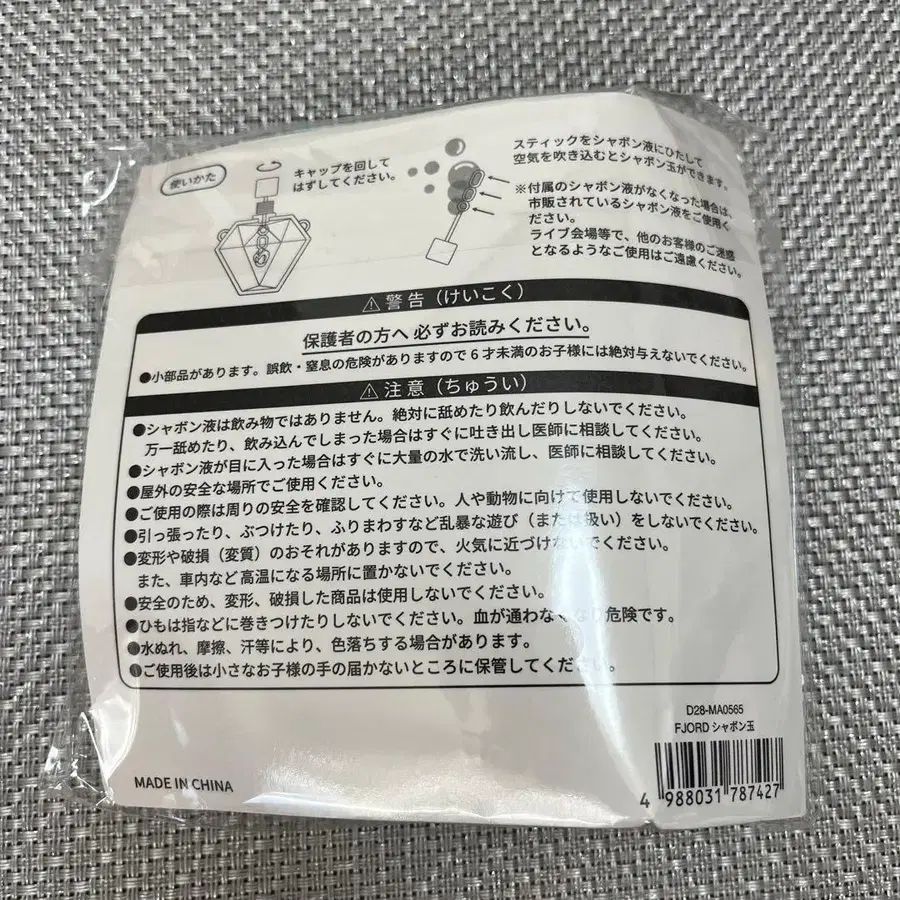 使いかた
キャップを回して
はずしてください。
スティックをシャボン液にひたして
空気を吹き込むとシャボン玉ができます。
※付属のシャボン液がなくなった場合は、
市販されているシャボン液をご使用く
ださい。
ライブ会場等で、他のお客様のご迷惑
となるようなご使用はご遠慮ください。
⚠警告（けいこく）
保護者の方へ 必ずお読みください。
●小部品があります。誤飲・窒息の危険がありますので6才未満のお子様には絶対与えないでください。
⚠注意（ちゅうい）
●シャボン液は飲み物ではありません。絶対に舐めたり飲んだりしないでください。
万一舐めたり、飲み込んでしまった場合はすぐに吐き出し医師に相談してください。
●シャボン液が目に入った場合はすぐに大量の水で洗い流し、医師に相談してください。
●屋外の安全な場所でご使用ください。
●ご使用の際は周りの安全を確認してください。人や動物に向けて使用しないでください。
●引っ張ったり、ぶつけたり、ふりまわすなど乱暴な遊び（または扱い）をしないでください。
●変形や破損（変質）のおそれがありますので、火気に近づけないでください。
また、車内など高温になる場所に置かないでください。
●安全のため、変形、破損した商品は使用しないでください。
●ひもは指などに巻きつけたりしないでください。血が通わなくなり危険です。
●水ぬれ、摩擦、汗等により、色落ちする場合があります。
●ご使用後は小さなお子様の手の届かないところに保管してください。
D28-MA0565
FJORD シャボン玉
MADE IN CHINA
4 988031 787427